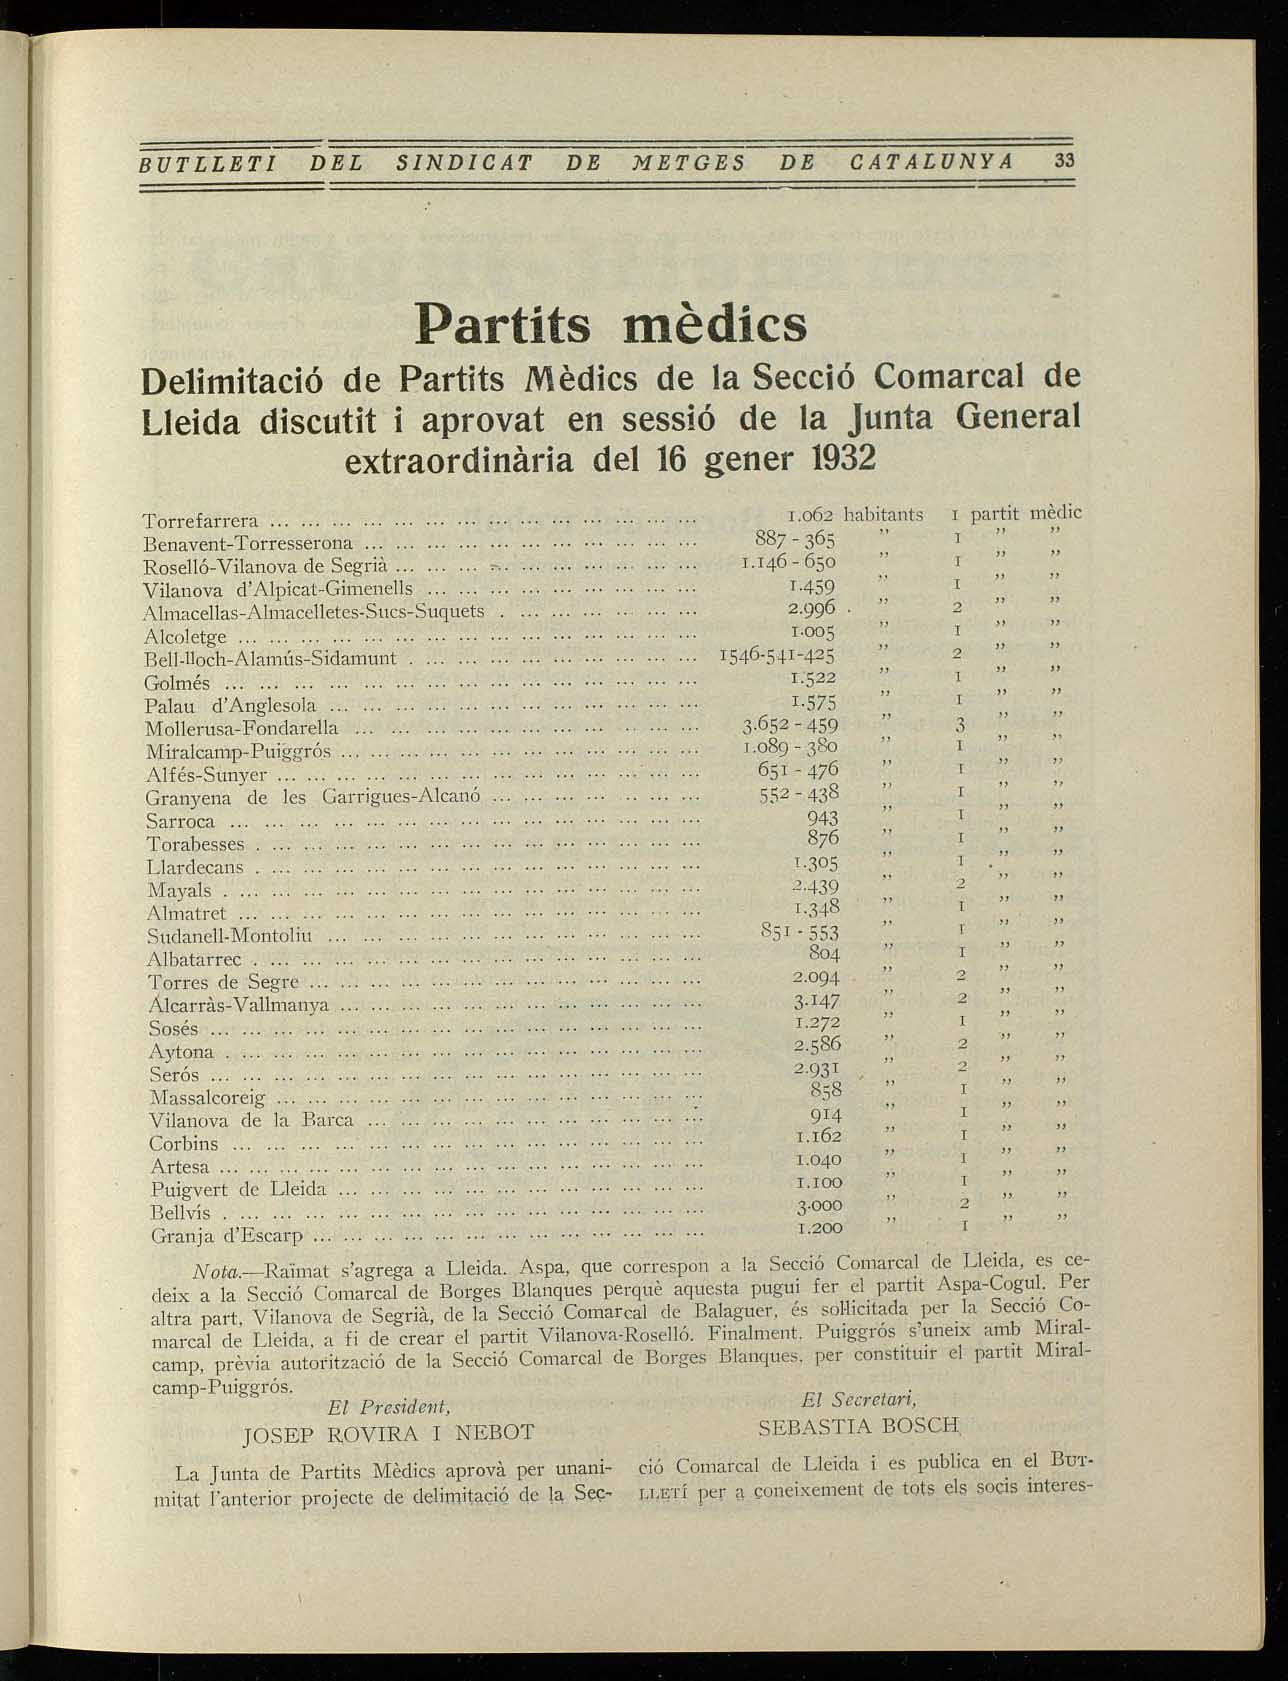 BUTLLETI DEL SINDICAT DE METGES DE CATALUNYA 33
Partits mèdics
Delimitació de Partits Mèdics de la Secció Comarcal de
Lleida discutit i aprovat en sessió de la Junta General
extraordinària del 16 gener 1932
Torrefarrera ... 1.062 habitants 1 partit mèdic
Benavent-Torresserona ... 887 - 365 " 1 " "
Roselló-Vilanova de Segrià ... 1.146 - 650 " 1 " "
Vilanova d'Alpicat-Gimenells ... 1.459 " 1 " "
Almacellas-Almacelletes-Sucs-Suquets ... 2.996 " 2 " "
Alcoletge ... 1.005 " 1 " "
Bell-lloch-Alamús-Sidamunt ... 1546-541-425 " 2 " "
Golmés ... 1.522 " 1 " "
Palau d'Anglesola ... 1.575 " 1 " "
Mollerusa-Fondarella ... 3.652 - 459 " 3 " "
Miralcamp-Puiggrós ... 1.089 - 380 " 1 " "
Alfés-Sunyer ... 651 - 476 " 1 " "
Granyena de les Garrigues-Alcanó ... 552 - 438 " 1 " "
Sarroca ... 943 " 1 " "
Torabesses ... 876 " 1 " "
Llardecans ... 1.305 " 1 " "
Mayals ... 2.439 " 2 " "
Almatret ... 1.348 " 1 " "
Sudanell-Montoliu ... 851 - 553 " 1 " "
Albatarrec ... 804 " 1 " "
Torres de Segre ... 2.094 " 2 " "
Alcarràs-Vallmanya ... 3.147 " 2 " "
Sosés ... 1.272 " 1 " "
Aytona ... 2.586 " 2 " "
Serós ... 2.931 " 2 " "
Massalcoreig ... 858 " 1 " "
Vilanova de la Barca ... 914 " 1 " "
Corbins ... 1.162 " 1 " "
Artesa ... 1.040 " 1 " "
Puigvert de Lleida ... 1.100 " 1 " "
Bellvís ... 3.000 " 2 " "
Granja d'Escarp ... 1.200 " 1 " "
Nota.—Raïmat s'agrega a Lleida. Aspa, que correspon a la Secció Comarcal de Lleida, es ce-
deix a la Secció Comarcal de Borges Blanques perquè aquesta pugui fer el partit Aspa-Cogul. Per
altra part, Vilanova de Segrià, de la Secció Comarcal de Balaguer, és sol·licitada per la Secció Co-
marcal de Lleida, a fi de crear el partit Vilanova-Roselló. Finalment, Puiggrós s'uneix amb Miral-
camp, prèvia autorització de la Secció Comarcal de Borges Blanques, per constituir el partit Miral-
camp-Puiggrós.
El President,
JOSEP ROVIRA I NEBOT
El Secretari,
SEBASTIA BOSCH
La Junta de Partits Mèdics aprovà per unani-
mitat l'anterior projecte de delimitació de la Sec-
ció Comarcal de Lleida i es publica en el BUT-
LLETÍ per a coneixement de tots els socis interes-